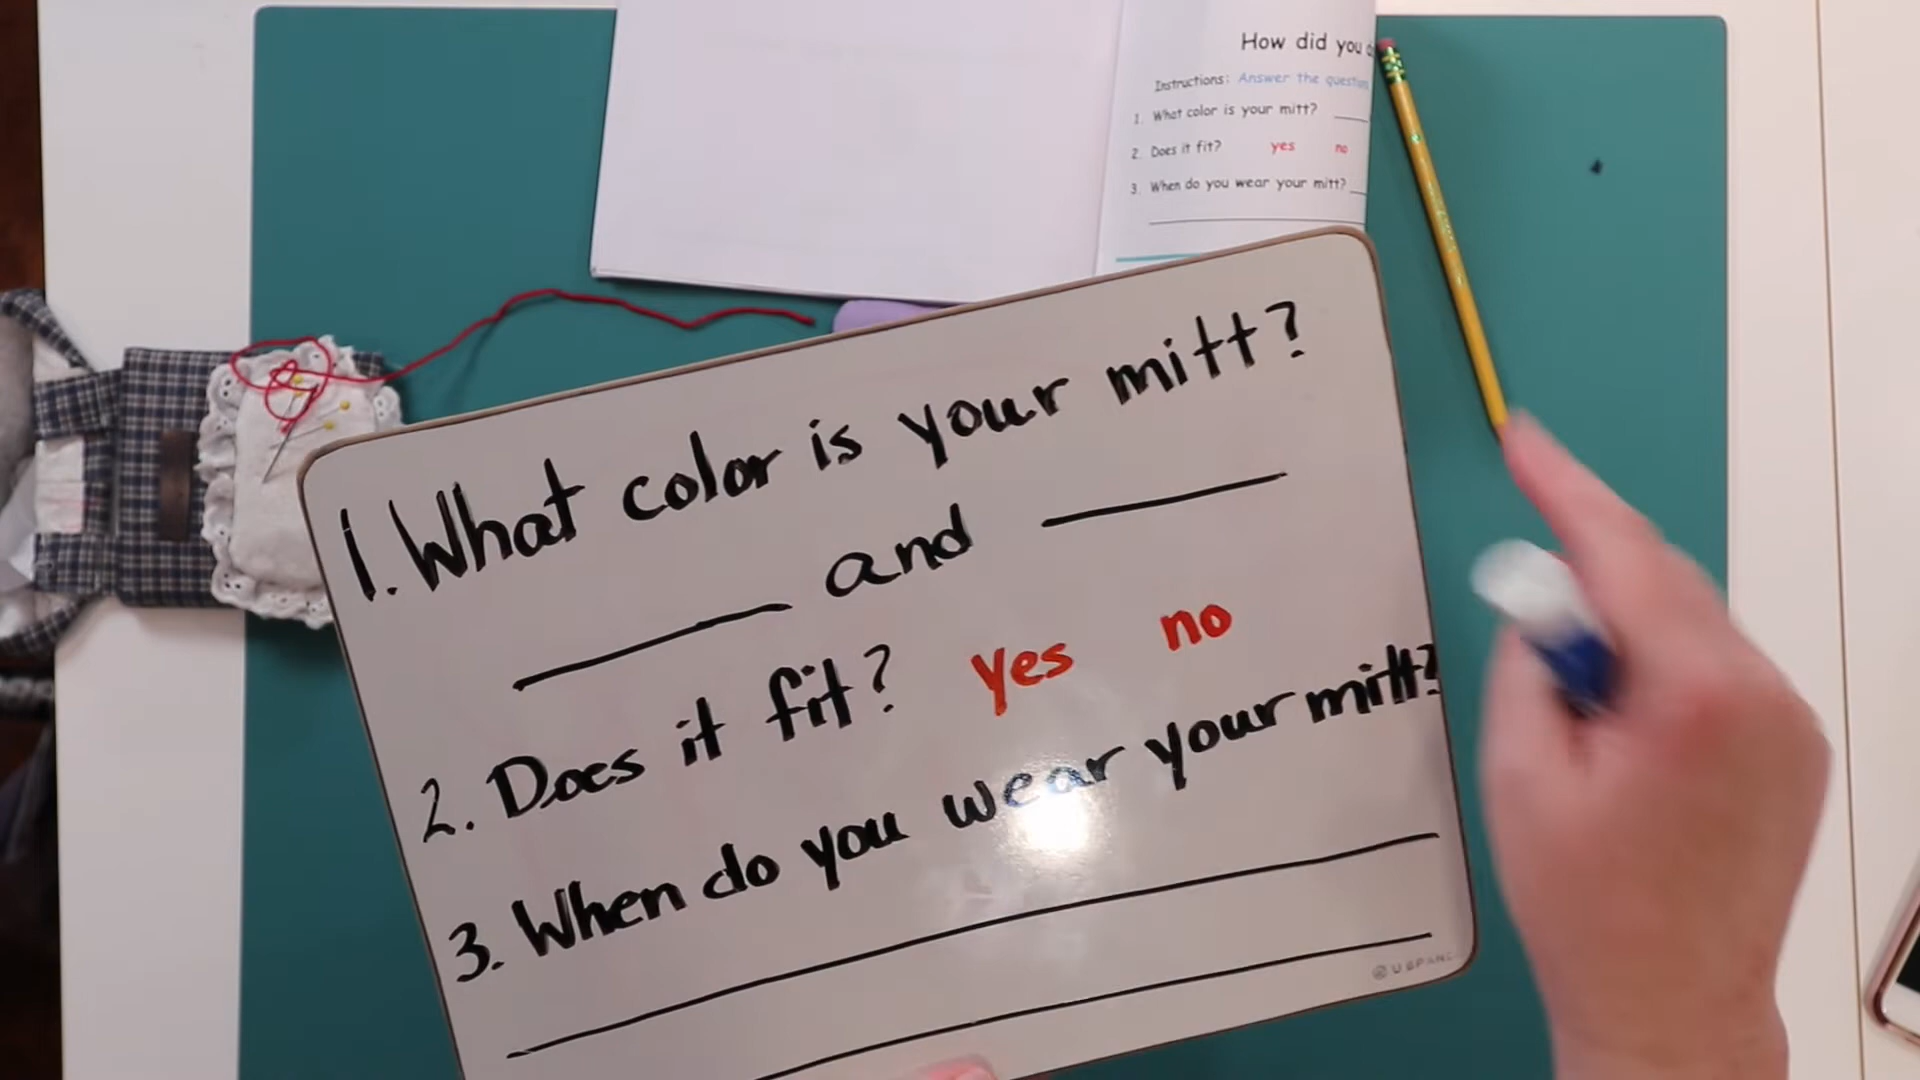 How did you
Instructions: Answer the question
1. What color is your mitt?
2. Does it fit? yes no
3. When do you wear your mitt?
1. What color is your mitt?
and
2. Does it fit? yes no
3. When do you wear your mitt?